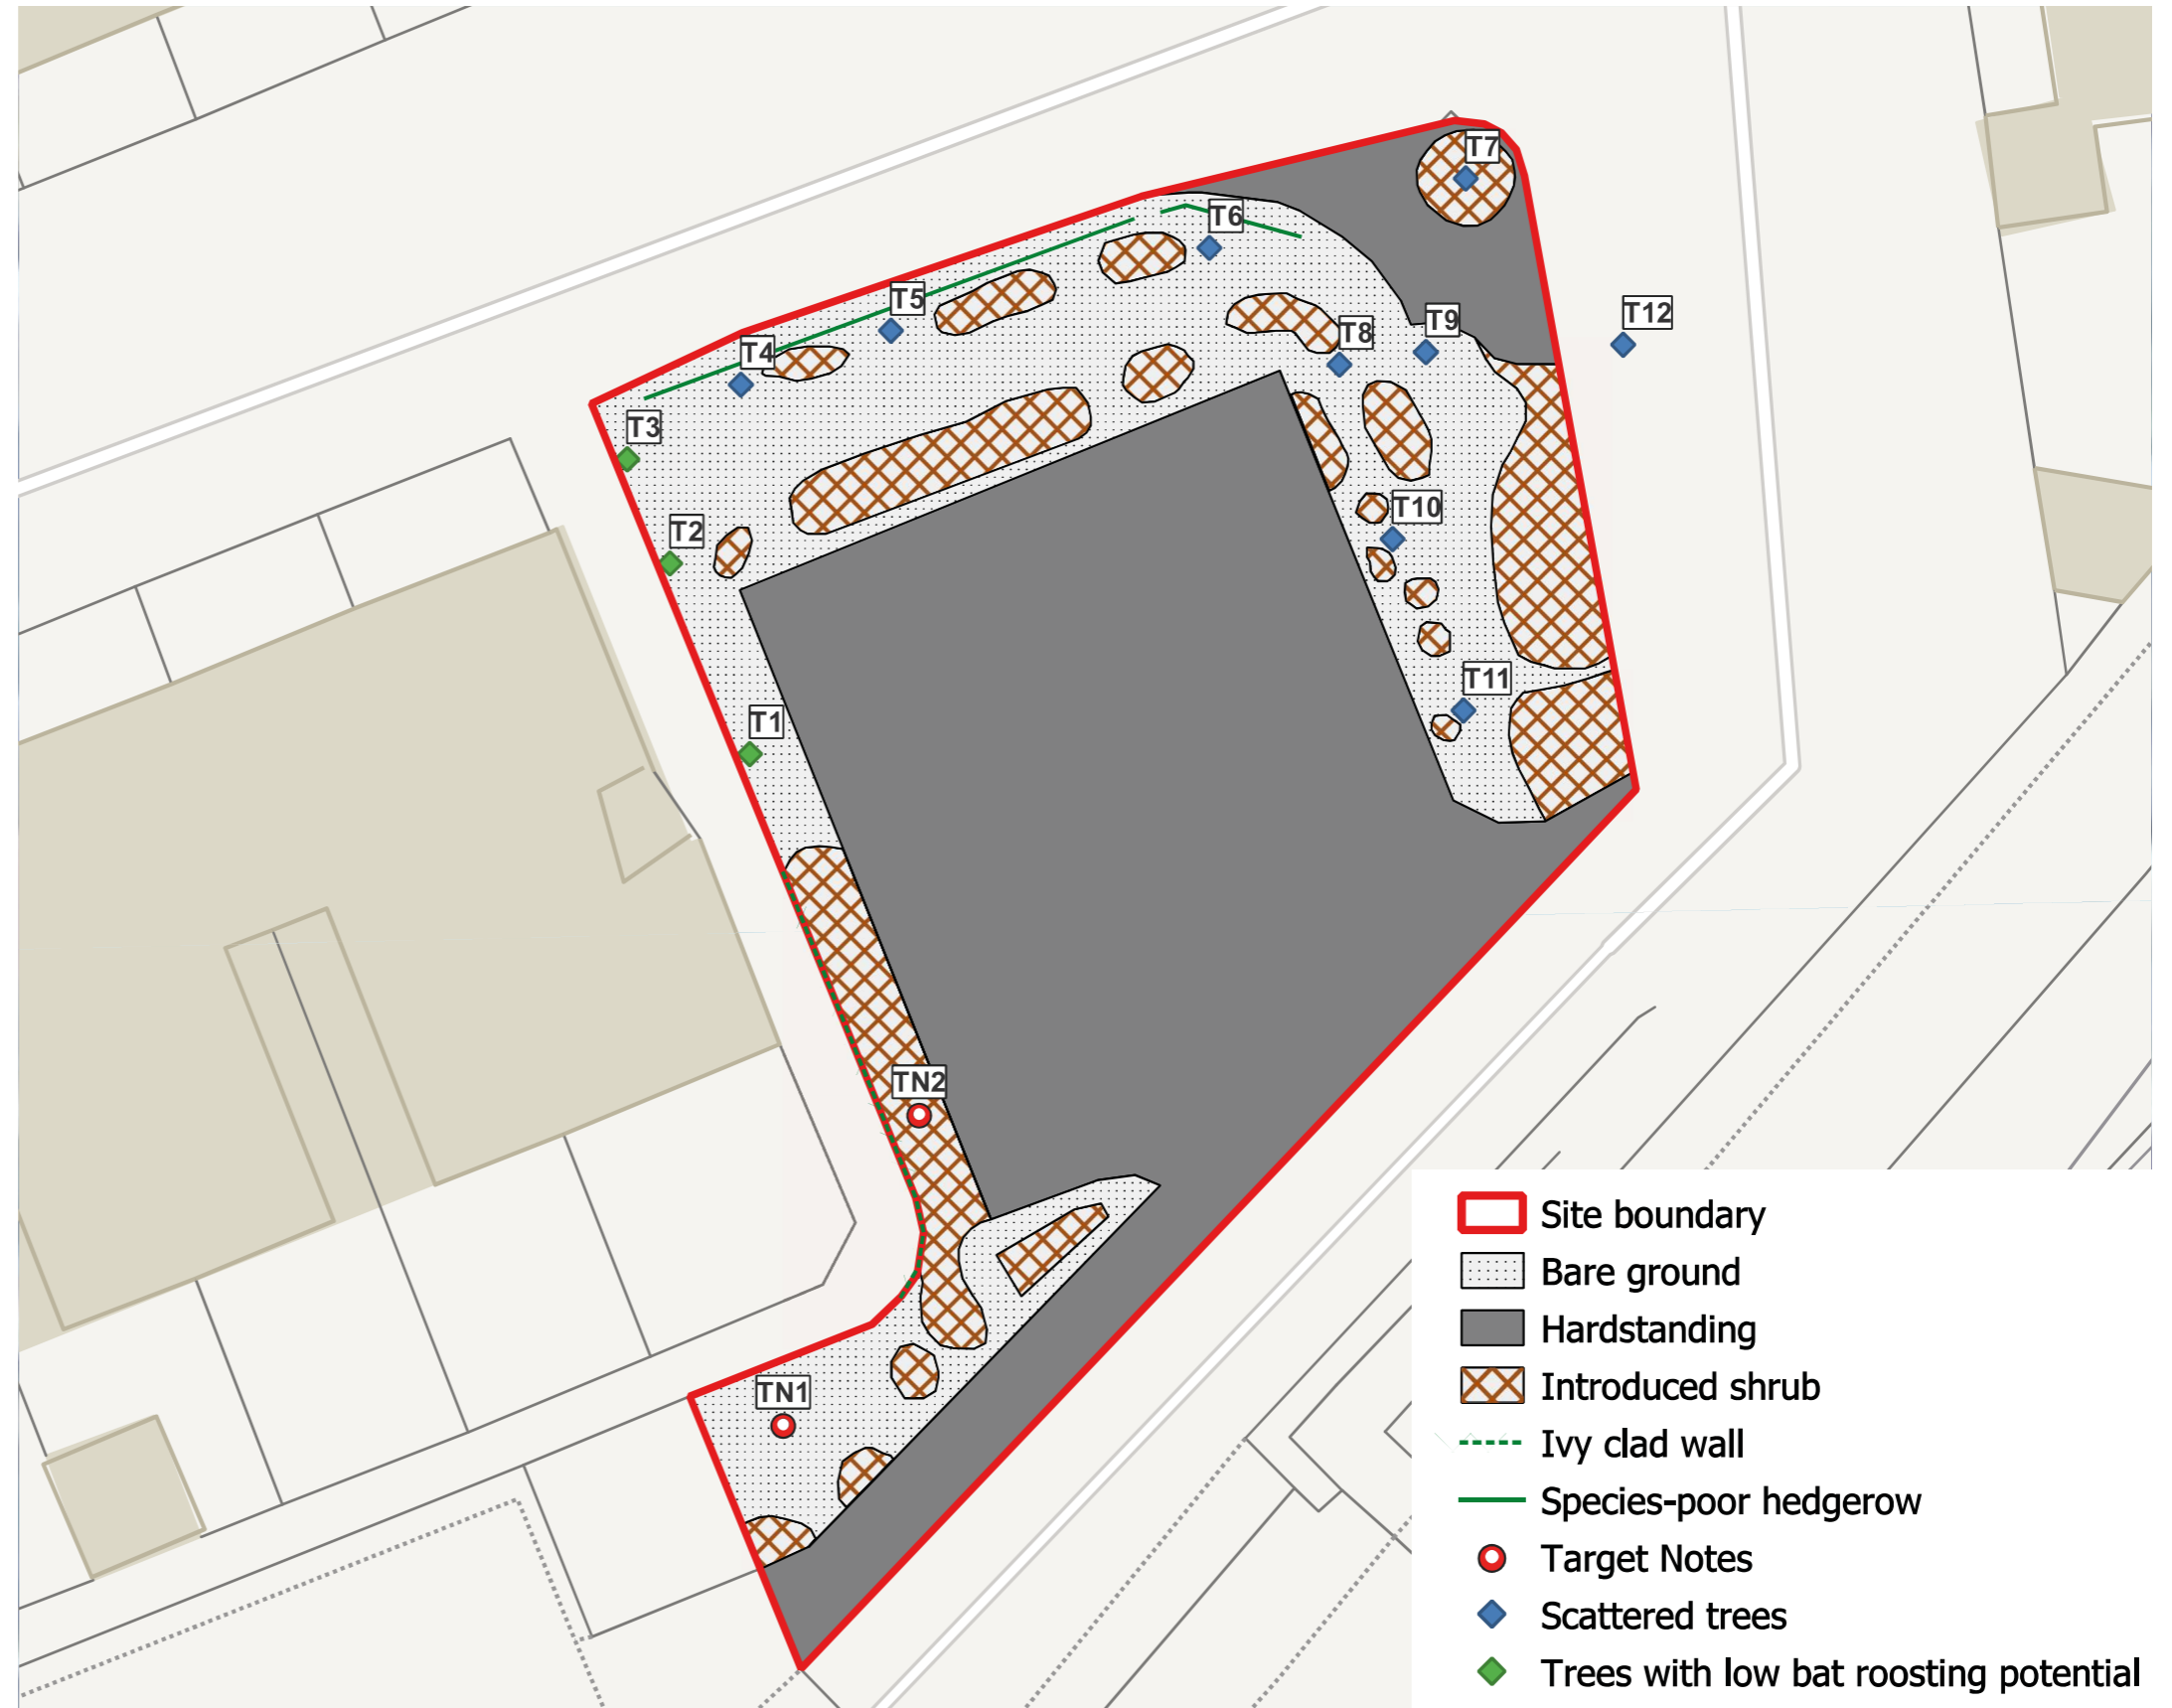 T7
T6
T5
T12
T9
T8
T4
T3
T10
T2
T11
T1
TN2
TN1
Site boundary
Bare ground
Hardstanding
Introduced shrub
Ivy clad wall
Species-poor hedgerow
Target Notes
Scattered trees
Trees with low bat roosting potential